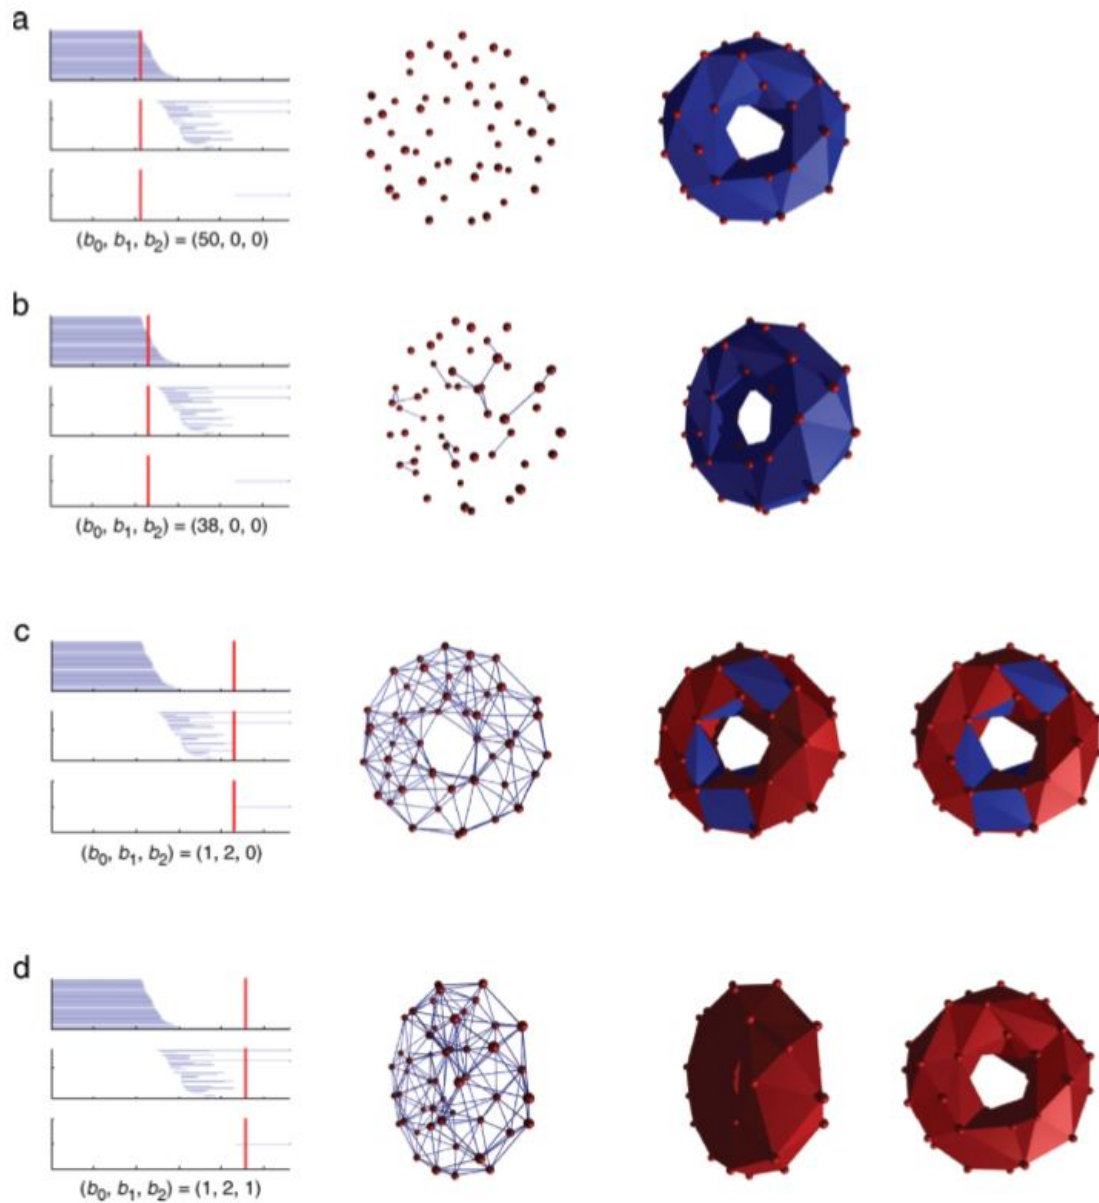 a
(b₀, b₁, b₂) = (50, 0, 0)
b
(b₀, b₁, b₂) = (38, 0, 0)
c
(b₀, b₁, b₂) = (1, 2, 0)
d
(b₀, b₁, b₂) = (1, 2, 1)